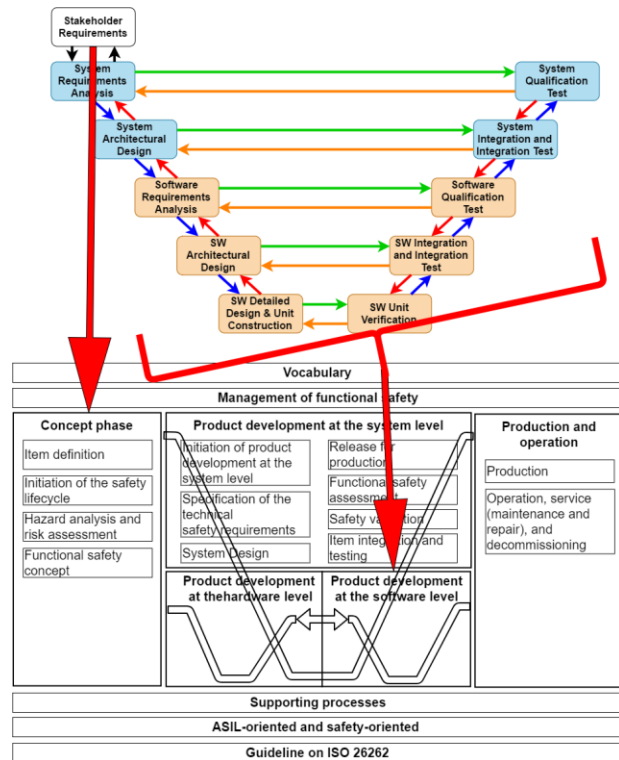 Stakeholder
Requirements
System
Requirements
Analysis
System
Qualification
Test
System
Architectural
Design
System
Integration and
Integration Test
Software
Requirements
Analysis
Software
Qualification
Test
SW
Architectural
Design
SW Integration
and Integration
Test
SW Detailed
Design & Unit
Construction
SW Unit
Verification
Vocabulary
Management of functional safety
Concept phase
Item definition
Initiation of the safety
lifecycle
Hazard analysis and
risk assessment
Functional safety
concept
Product development at the system level
Initiation of product
development at the
system level
Specification of the
technical
safety requirements
System Design
Release for
production
Functional safety
assessment
Safety validation
Item integration and
testing
Production and
operation
Production
Operation, service
(maintenance and
repair), and
decommissioning
Product development
at thehardware level
Product development
at the software level
Supporting processes
ASIL-oriented and safety-oriented
Guideline on ISO 26262